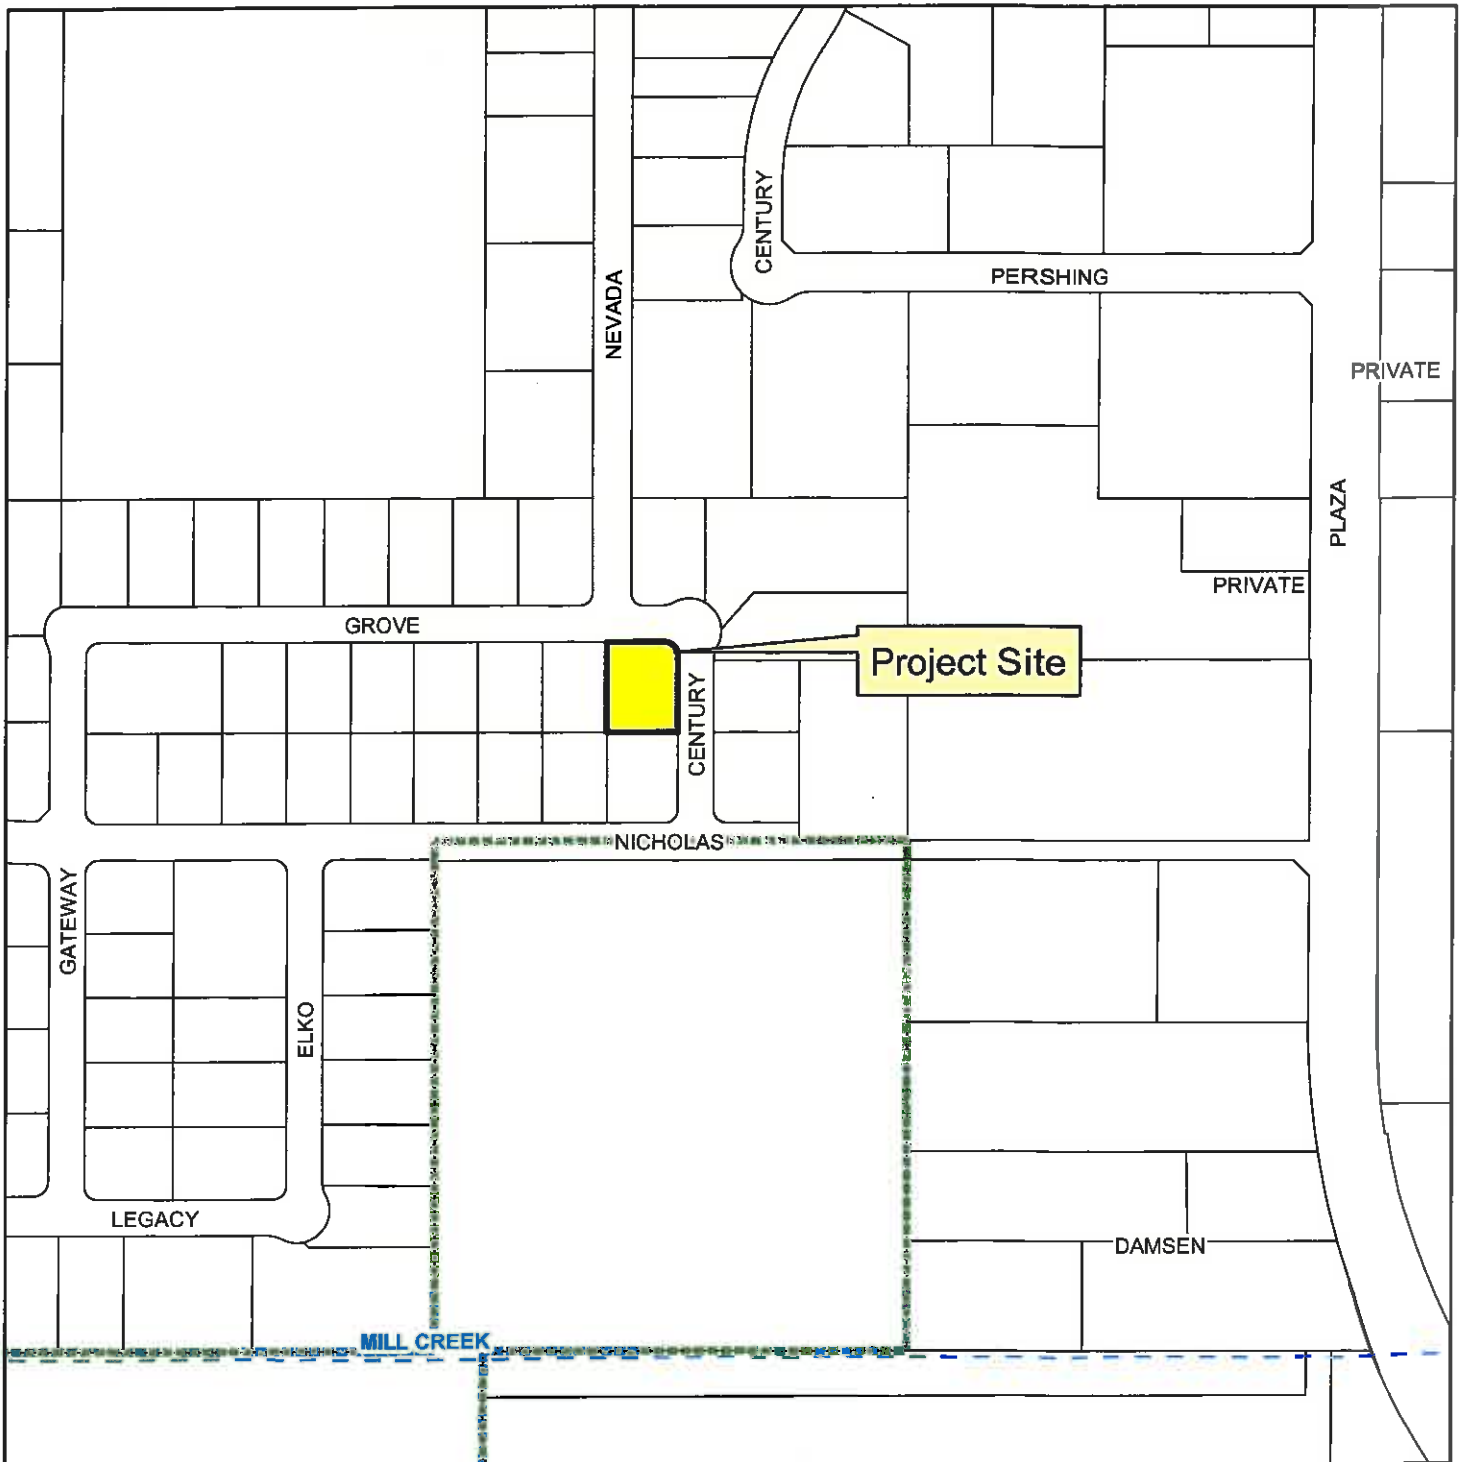 CENTURY
PERSHING
NEVADA
PRIVATE
PLAZA
PRIVATE
GROVE
Project Site
CENTURY
NICHOLAS
GATEWAY
ELKO
LEGACY
DAMSEN
MILL CREEK